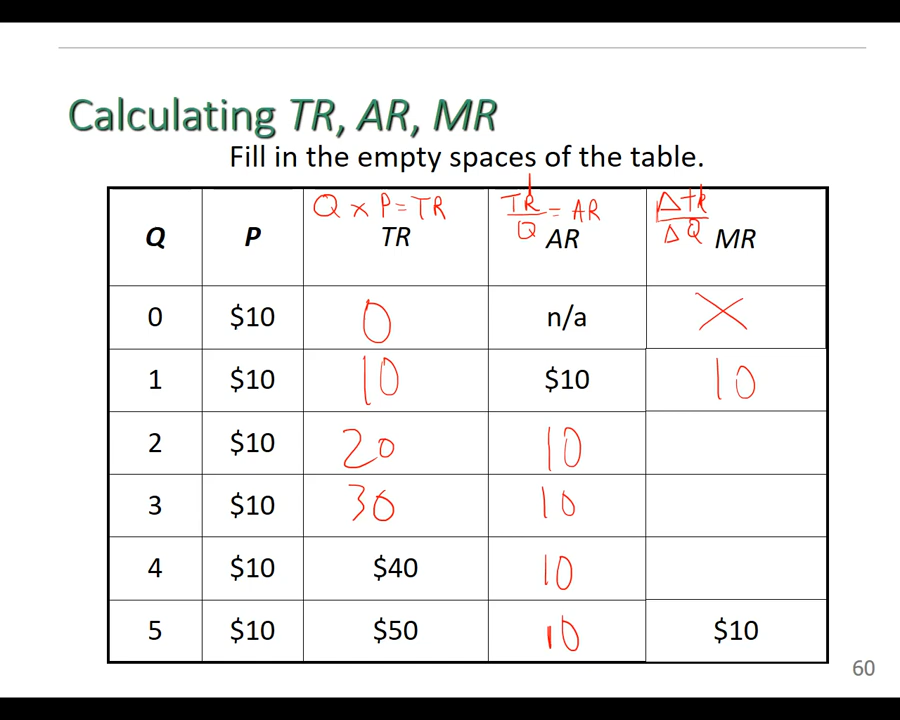 Calculating TR, AR, MR
Fill in the empty spaces of the table.
Q × P = TR TR/Q = AR Δ TR/Δ Q
Q P TR AR MR
0 $10 0 n/a X
1 $10 10 $10 10
2 $10 20 10
3 $10 30 10
4 $10 $40 10
5 $10 $50 10 $10
60